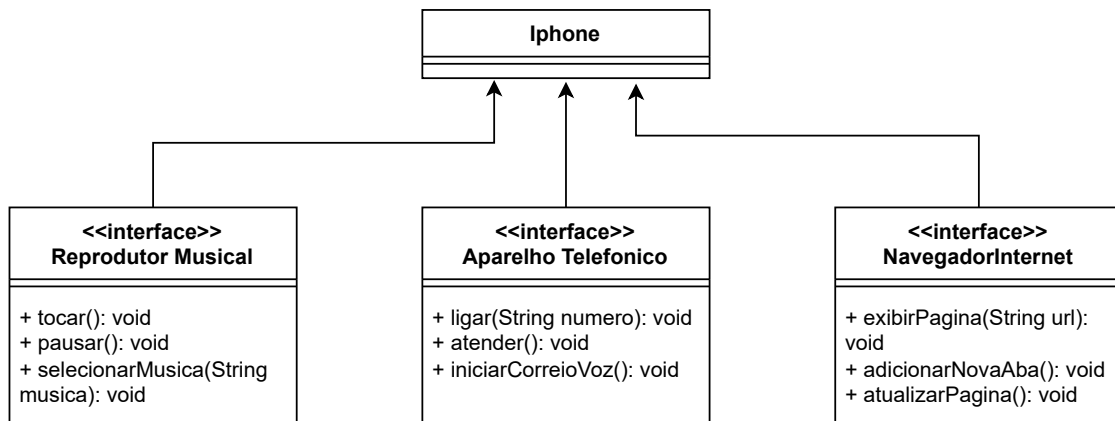 Iphone
<<interface>>
Reprodutor Musical
+ tocar(): void
+ pausar(): void
+ selecionarMusica(String
musica): void
<<interface>>
Aparelho Telefonico
+ ligar(String numero): void
+ atender(): void
+ iniciarCorreioVoz(): void
<<interface>>
NavegadorInternet
+ exibirPagina(String url):
void
+ adicionarNovaAba(): void
+ atualizarPagina(): void